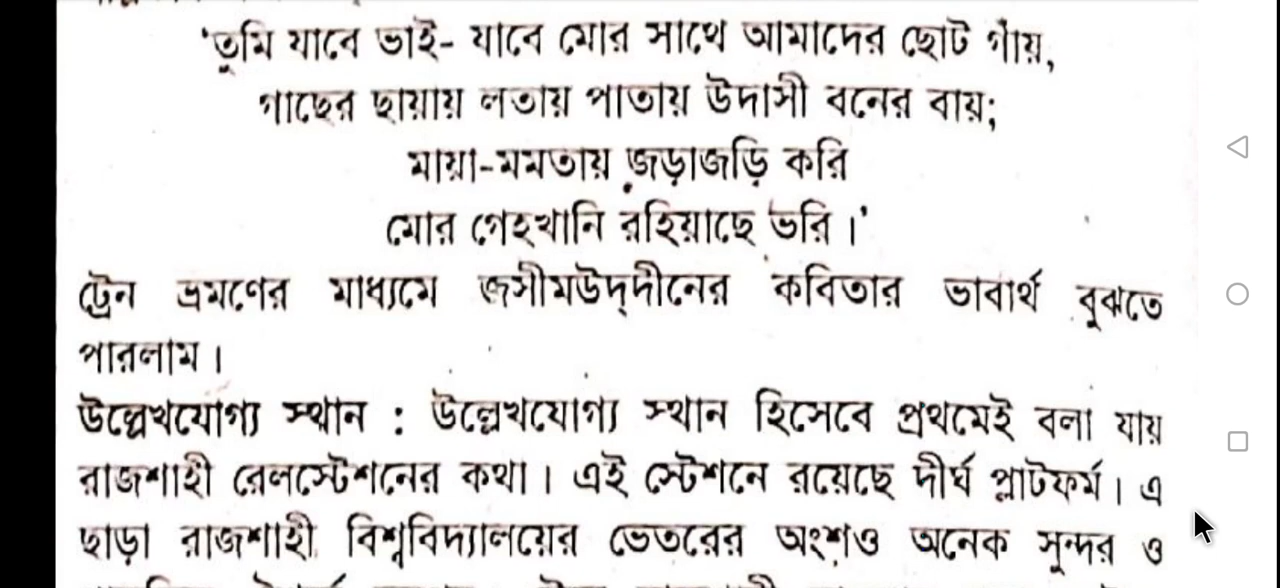 'তুমি যাবে ভাই- যাবে মোর সাথে আমাদের ছোট গাঁয়,
গাছের ছায়ায় লতায় পাতায় উদাসী বনের বায়;
মায়া-মমতায় জড়াজড়ি করি
মোর গেহখানি রহিয়াছে ভরি।'
ট্রেন ভ্রমণের মাধ্যমে জসীমউদ্‌দীনের কবিতার ভাবার্থ বুঝতে
পারলাম।
উল্লেখযোগ্য স্থান : উল্লেখযোগ্য স্থান হিসেবে প্রথমেই বলা যায়
রাজশাহী রেলস্টেশনের কথা। এই স্টেশনে রয়েছে দীর্ঘ প্লাটফর্ম। এ
ছাড়া রাজশাহী বিশ্ববিদ্যালয়ের ভেতরের অংশও অনেক সুন্দর ও